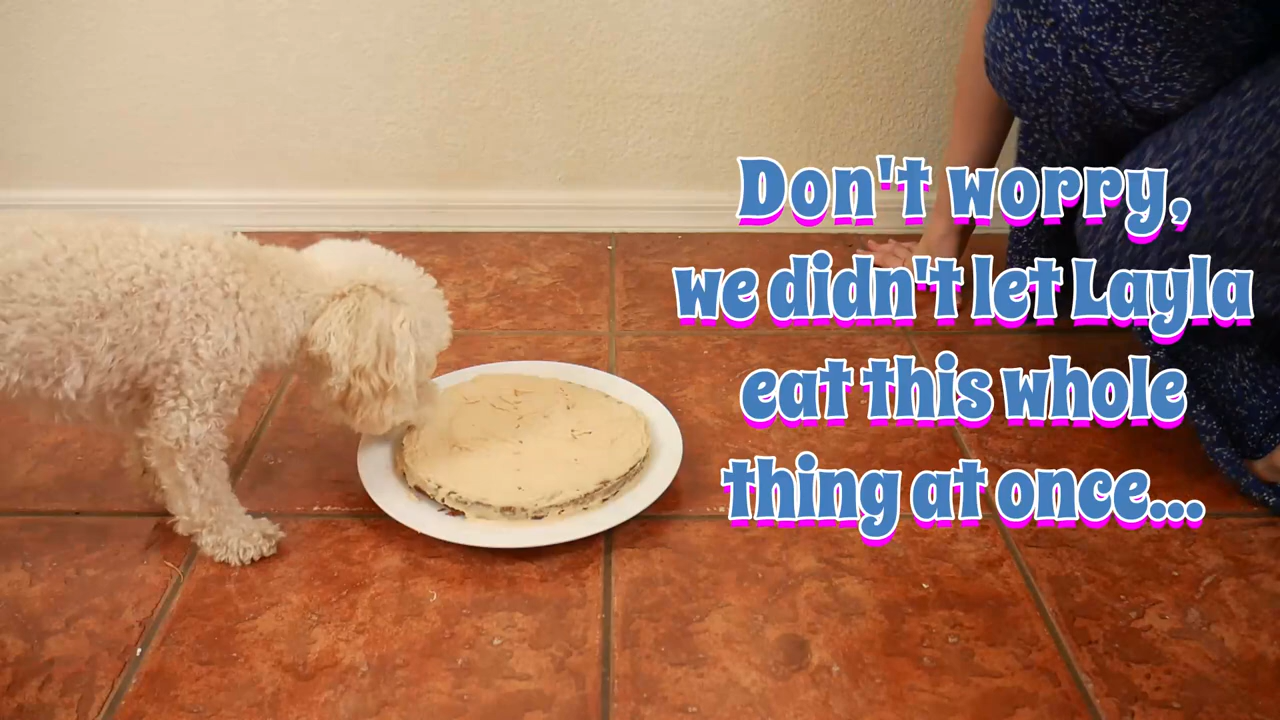 Don't worry,
we didn't let Layla
eat this whole
thing at once...